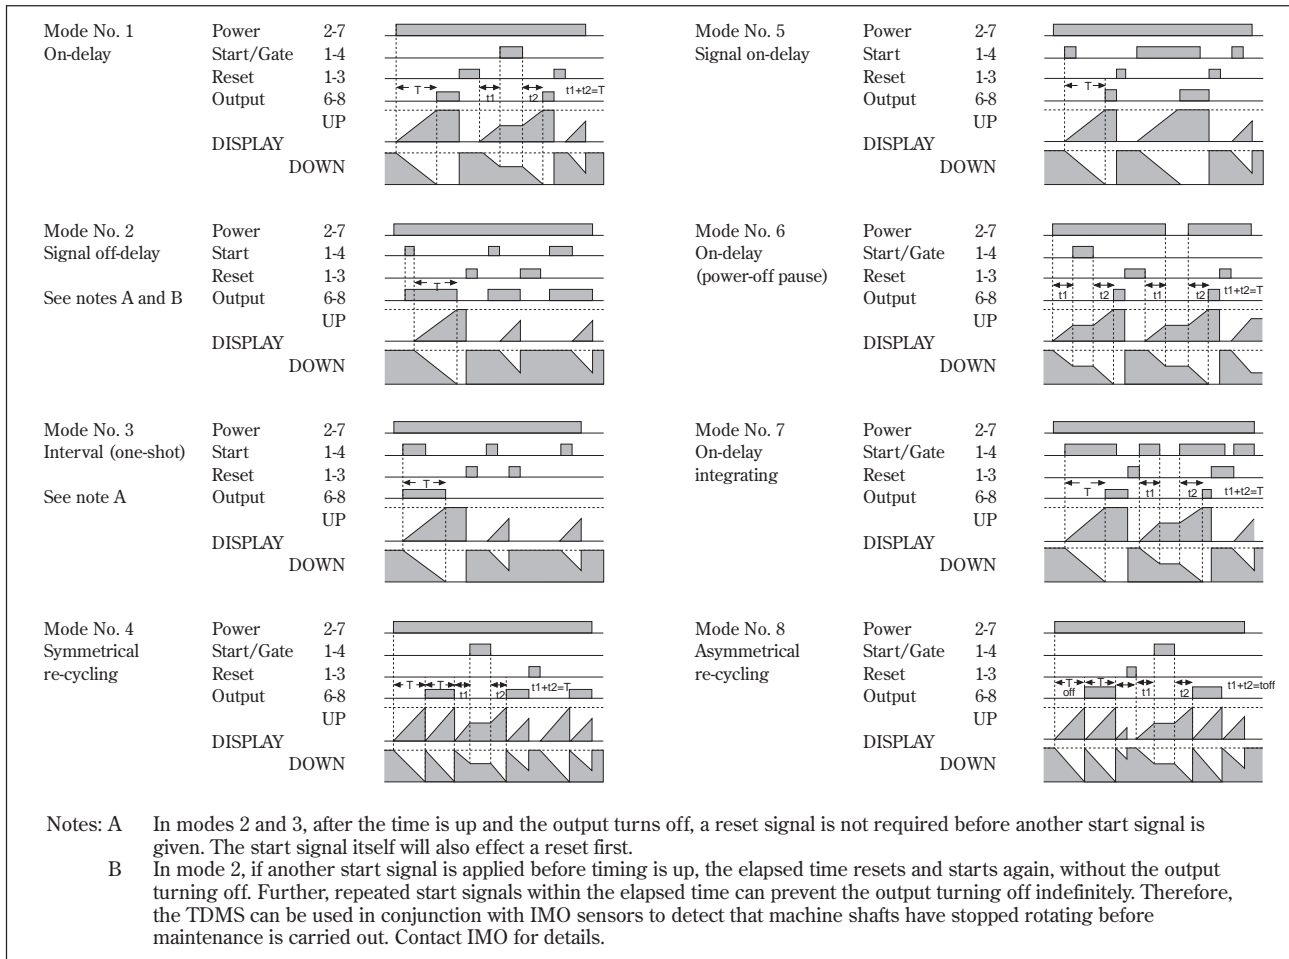 Mode No. 1 Power 2-7
On-delay Start/Gate 1-4
Reset 1-3
Output 6-8
T t1 t2 t1+t2=T
UP
DISPLAY
DOWN
Mode No. 5 Power 2-7
Signal on-delay Start 1-4
Reset 1-3
Output 6-8
T
UP
DISPLAY
DOWN
Mode No. 2 Power 2-7
Signal off-delay Start 1-4
Reset 1-3
See notes A and B Output 6-8
T
UP
DISPLAY
DOWN
Mode No. 6 Power 2-7
On-delay Start/Gate 1-4
(power-off pause) Reset 1-3
Output 6-8
t1 t2 t1 t2 t1+t2=T
UP
DISPLAY
DOWN
Mode No. 3 Power 2-7
Interval (one-shot) Start 1-4
Reset 1-3
See note A Output 6-8
T
UP
DISPLAY
DOWN
Mode No. 7 Power 2-7
On-delay Start/Gate 1-4
integrating Reset 1-3
Output 6-8
T t1 t2 t1+t2=T
UP
DISPLAY
DOWN
Mode No. 4 Power 2-7
Symmetrical Start/Gate 1-4
re-cycling Reset 1-3
Output 6-8
T T t1 t2 t1+t2=T
UP
DISPLAY
DOWN
Mode No. 8 Power 2-7
Asymmetrical Start/Gate 1-4
re-cycling Reset 1-3
Output 6-8
T off T t1 t2 t1+t2=toff
UP
DISPLAY
DOWN
Notes: A In modes 2 and 3, after the time is up and the output turns off, a reset signal is not required before another start signal is
given. The start signal itself will also effect a reset first.
B In mode 2, if another start signal is applied before timing is up, the elapsed time resets and starts again, without the output
turning off. Further, repeated start signals within the elapsed time can prevent the output turning off indefinitely. Therefore,
the TDMS can be used in conjunction with IMO sensors to detect that machine shafts have stopped rotating before
maintenance is carried out. Contact IMO for details.